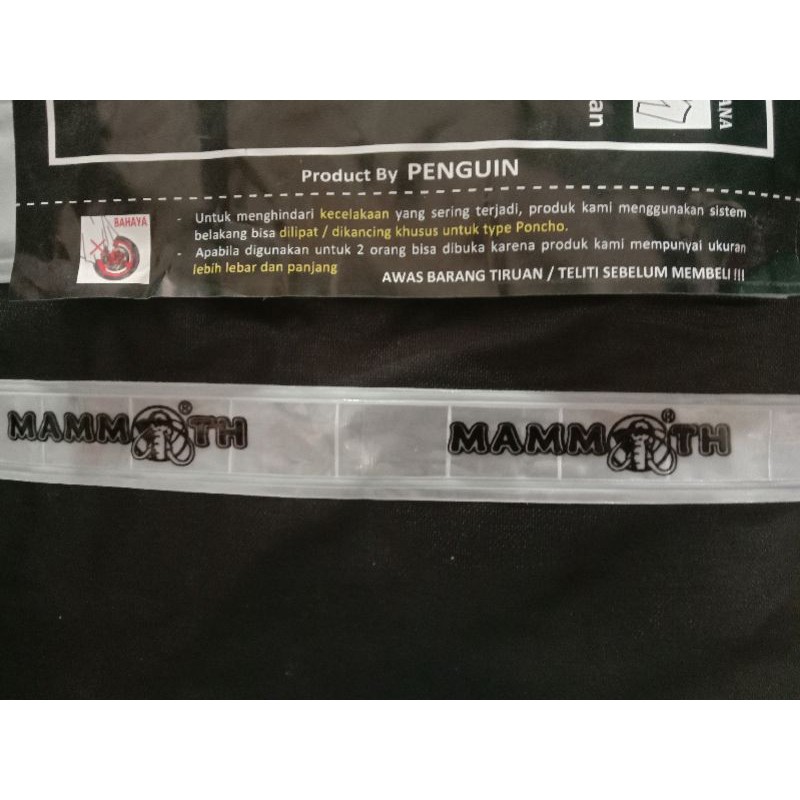 ANA
an
Product By PENGUIN
BAHAYA
- Untuk menghindari kecelakaan yang sering terjadi, produk kami menggunakan sistem
belakang bisa dilipat / dikancing khusus untuk type Poncho.
- Apabila digunakan untuk 2 orang bisa dibuka karena produk kami mempunyai ukuran
lebih lebar dan panjang
AWAS BARANG TIRUAN / TELITI SEBELUM MEMBELI !!!
MAMMOTH® MAMMOTH®